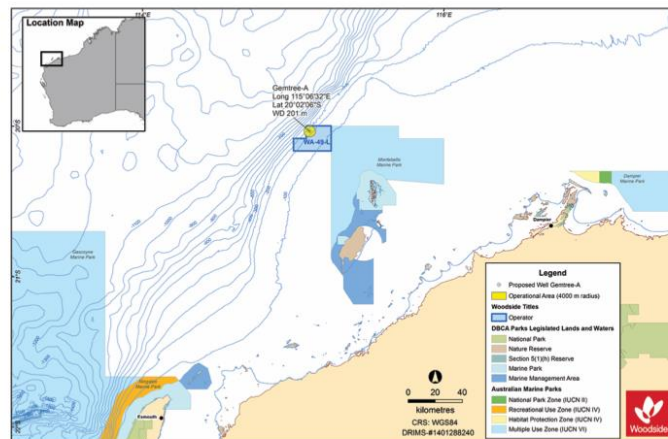 Location Map
114°E
116°E
Gemtree-A
Long 115°06'32"E
Lat 20°02'06"S
WD 201 m
20°S
WA-49-L
Montebello
Marine Park
Dampier
Marine Park
Dampier
Gascoyne
Marine Park
21°S
Ningaloo
Marine Park
Exmouth
0 20 40
kilometres
CRS: WGS84
DRIMS-#1401288240
Legend
Proposed Well Gemtree-A
Operational Area (4000 m radius)
Woodside Titles
Operator
DBCA Parks Legislated Lands and Waters
National Park
Nature Reserve
Section 5(1)(h) Reserve
Marine Park
Marine Management Area
Australian Marine Parks
National Park Zone (IUCN II)
Recreational Use Zone (IUCN IV)
Habitat Protection Zone (IUCN IV)
Multiple Use Zone (IUCN VI)
Woodside